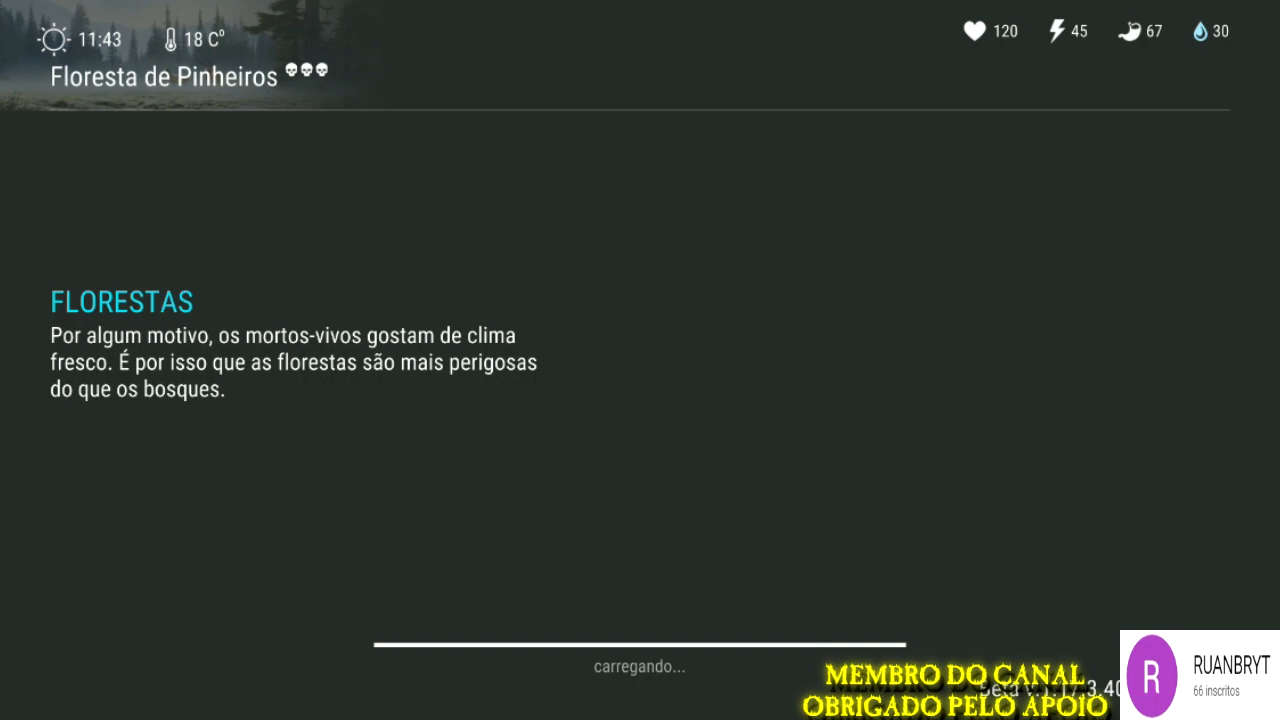 11:43 18 Cº
120 45 67 30
Floresta de Pinheiros
FLORESTAS
Por algum motivo, os mortos-vivos gostam de clima
fresco. É por isso que as florestas são mais perigosas
do que os bosques.
carregando...
MEMBRO DO CANAL
OBRIGADO PELO APOIO
R
RUANBRYT
66 inscritos